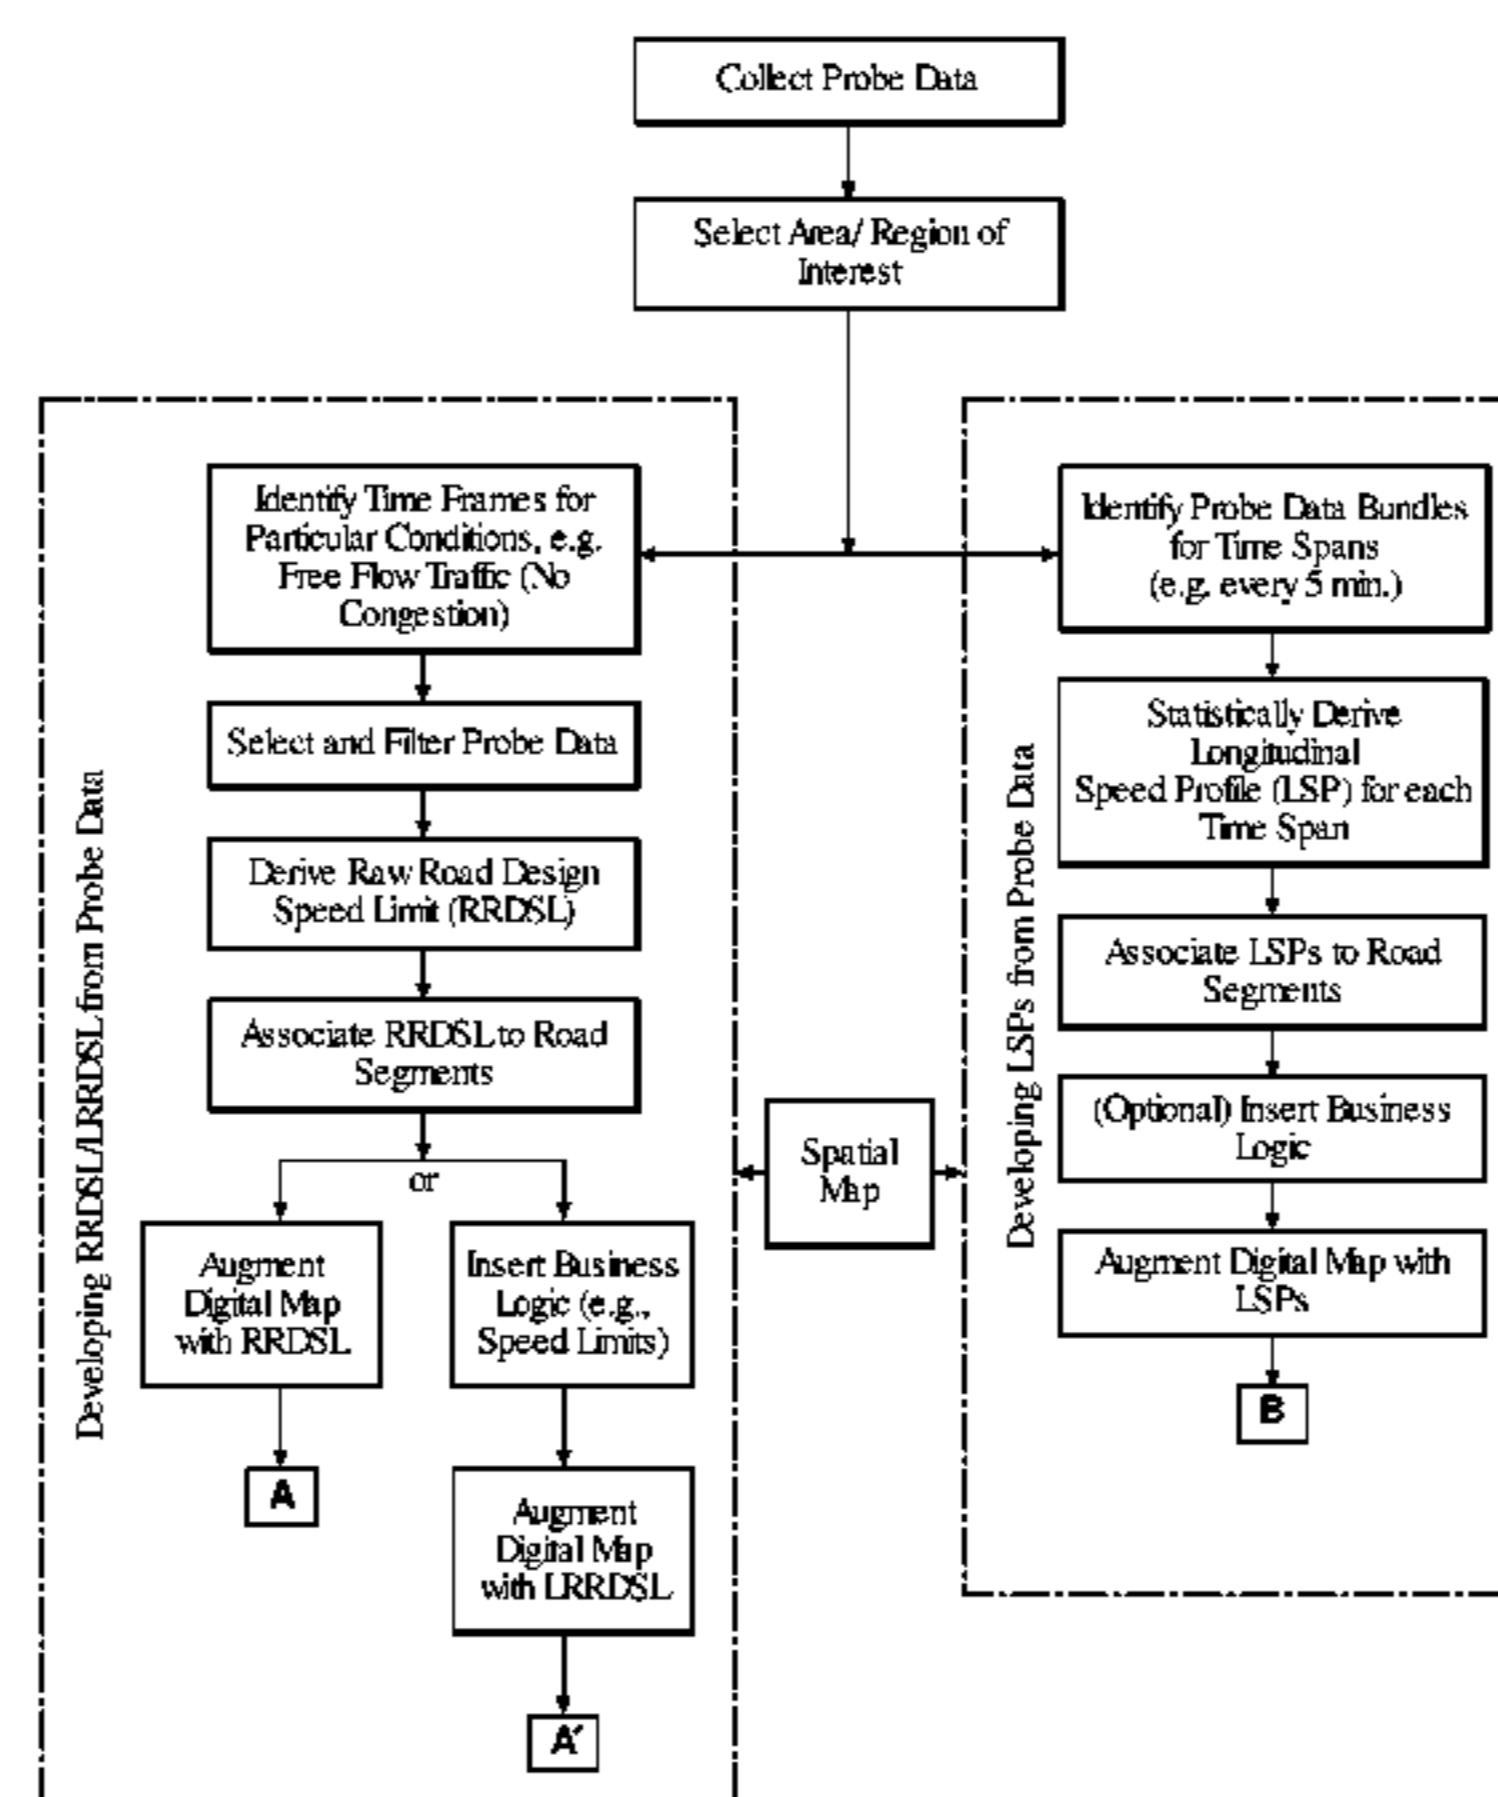 Collect Probe Data
Select Area/ Region of
Interest
Identify Time Frames for
Particular Conditions, e.g.
Free Flow Traffic (No
Congestion)
Select and Filter Probe Data
Derive Raw Road Design
Speed Limit (RRDSL)
Associate RRDSL to Road
Segments
or
Augment
Digital Map
with RRDSL
A
Insert Business
Logic (e.g.,
Speed Limits)
Augment
Digital Map
with LRRDSL
A´
Developing RRDSL/LRRDSL from Probe Data
Spatial
Map
Developing LSPs from Probe Data
Identify Probe Data Bundles
for Time Spans
(e.g. every 5 min.)
Statistically Derive
Longitudinal
Speed Profile (LSP) for each
Time Span
Associate LSPs to Road
Segments
(Optional) Insert Business
Logic
Augment Digital Map with
LSPs
B